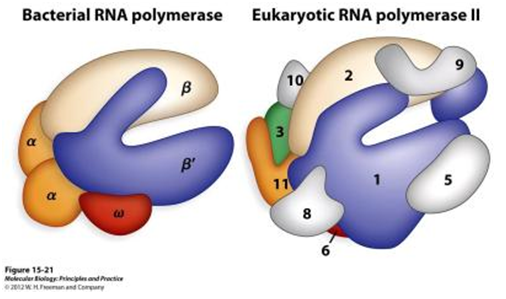 Bacterial RNA polymerase
β
α
β′
α
ω
Eukaryotic RNA polymerase II
9
2
10
3
11
1
5
8
6
Figure 15-21
Molecular Biology: Principles and Practice
© 2012 W. H. Freeman and Company